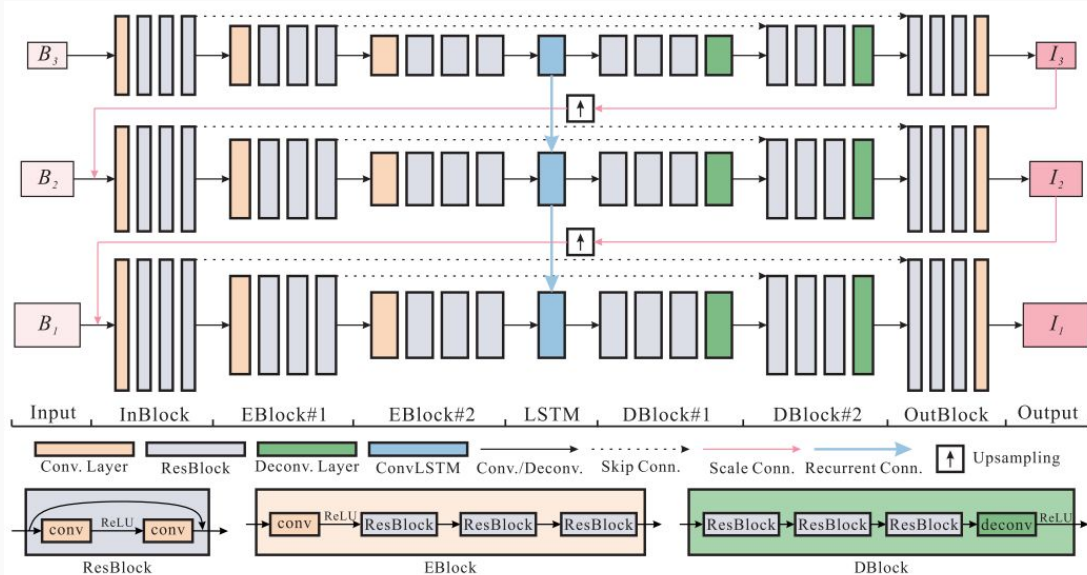 B₃ I₃
B₂ I₂
B₁ I₁
Input InBlock EBlock#1 EBlock#2 LSTM DBlock#1 DBlock#2 OutBlock Output
Conv. Layer ResBlock Deconv. Layer ConvLSTM Conv./Deconv. Skip Conn. Scale Conn. Recurrent Conn. Upsampling
conv ReLU conv
conv ReLU ResBlock ResBlock ResBlock
ResBlock ResBlock ResBlock deconv ReLU
ResBlock EBlock DBlock